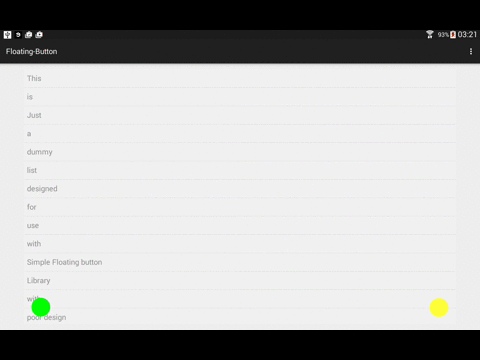 93% 03:21
Floating-Button
This
is
Just
a
dummy
list
designed
for
use
with
Simple Floating button
Library
with
poor design